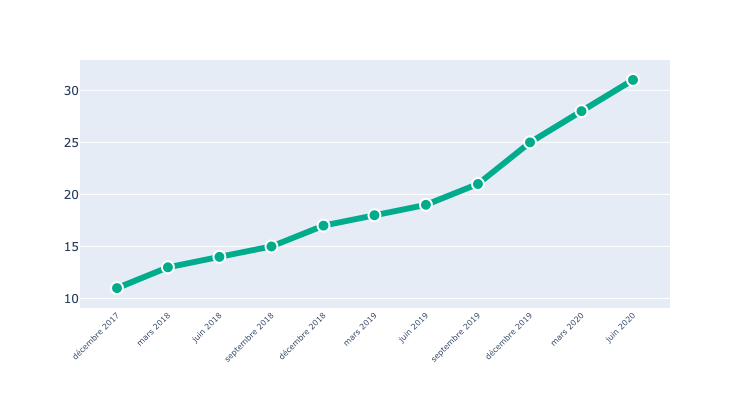 30
25
20
15
10
décembre 2017
mars 2018
juin 2018
septembre 2018
décembre 2018
mars 2019
juin 2019
septembre 2019
décembre 2019
mars 2020
juin 2020